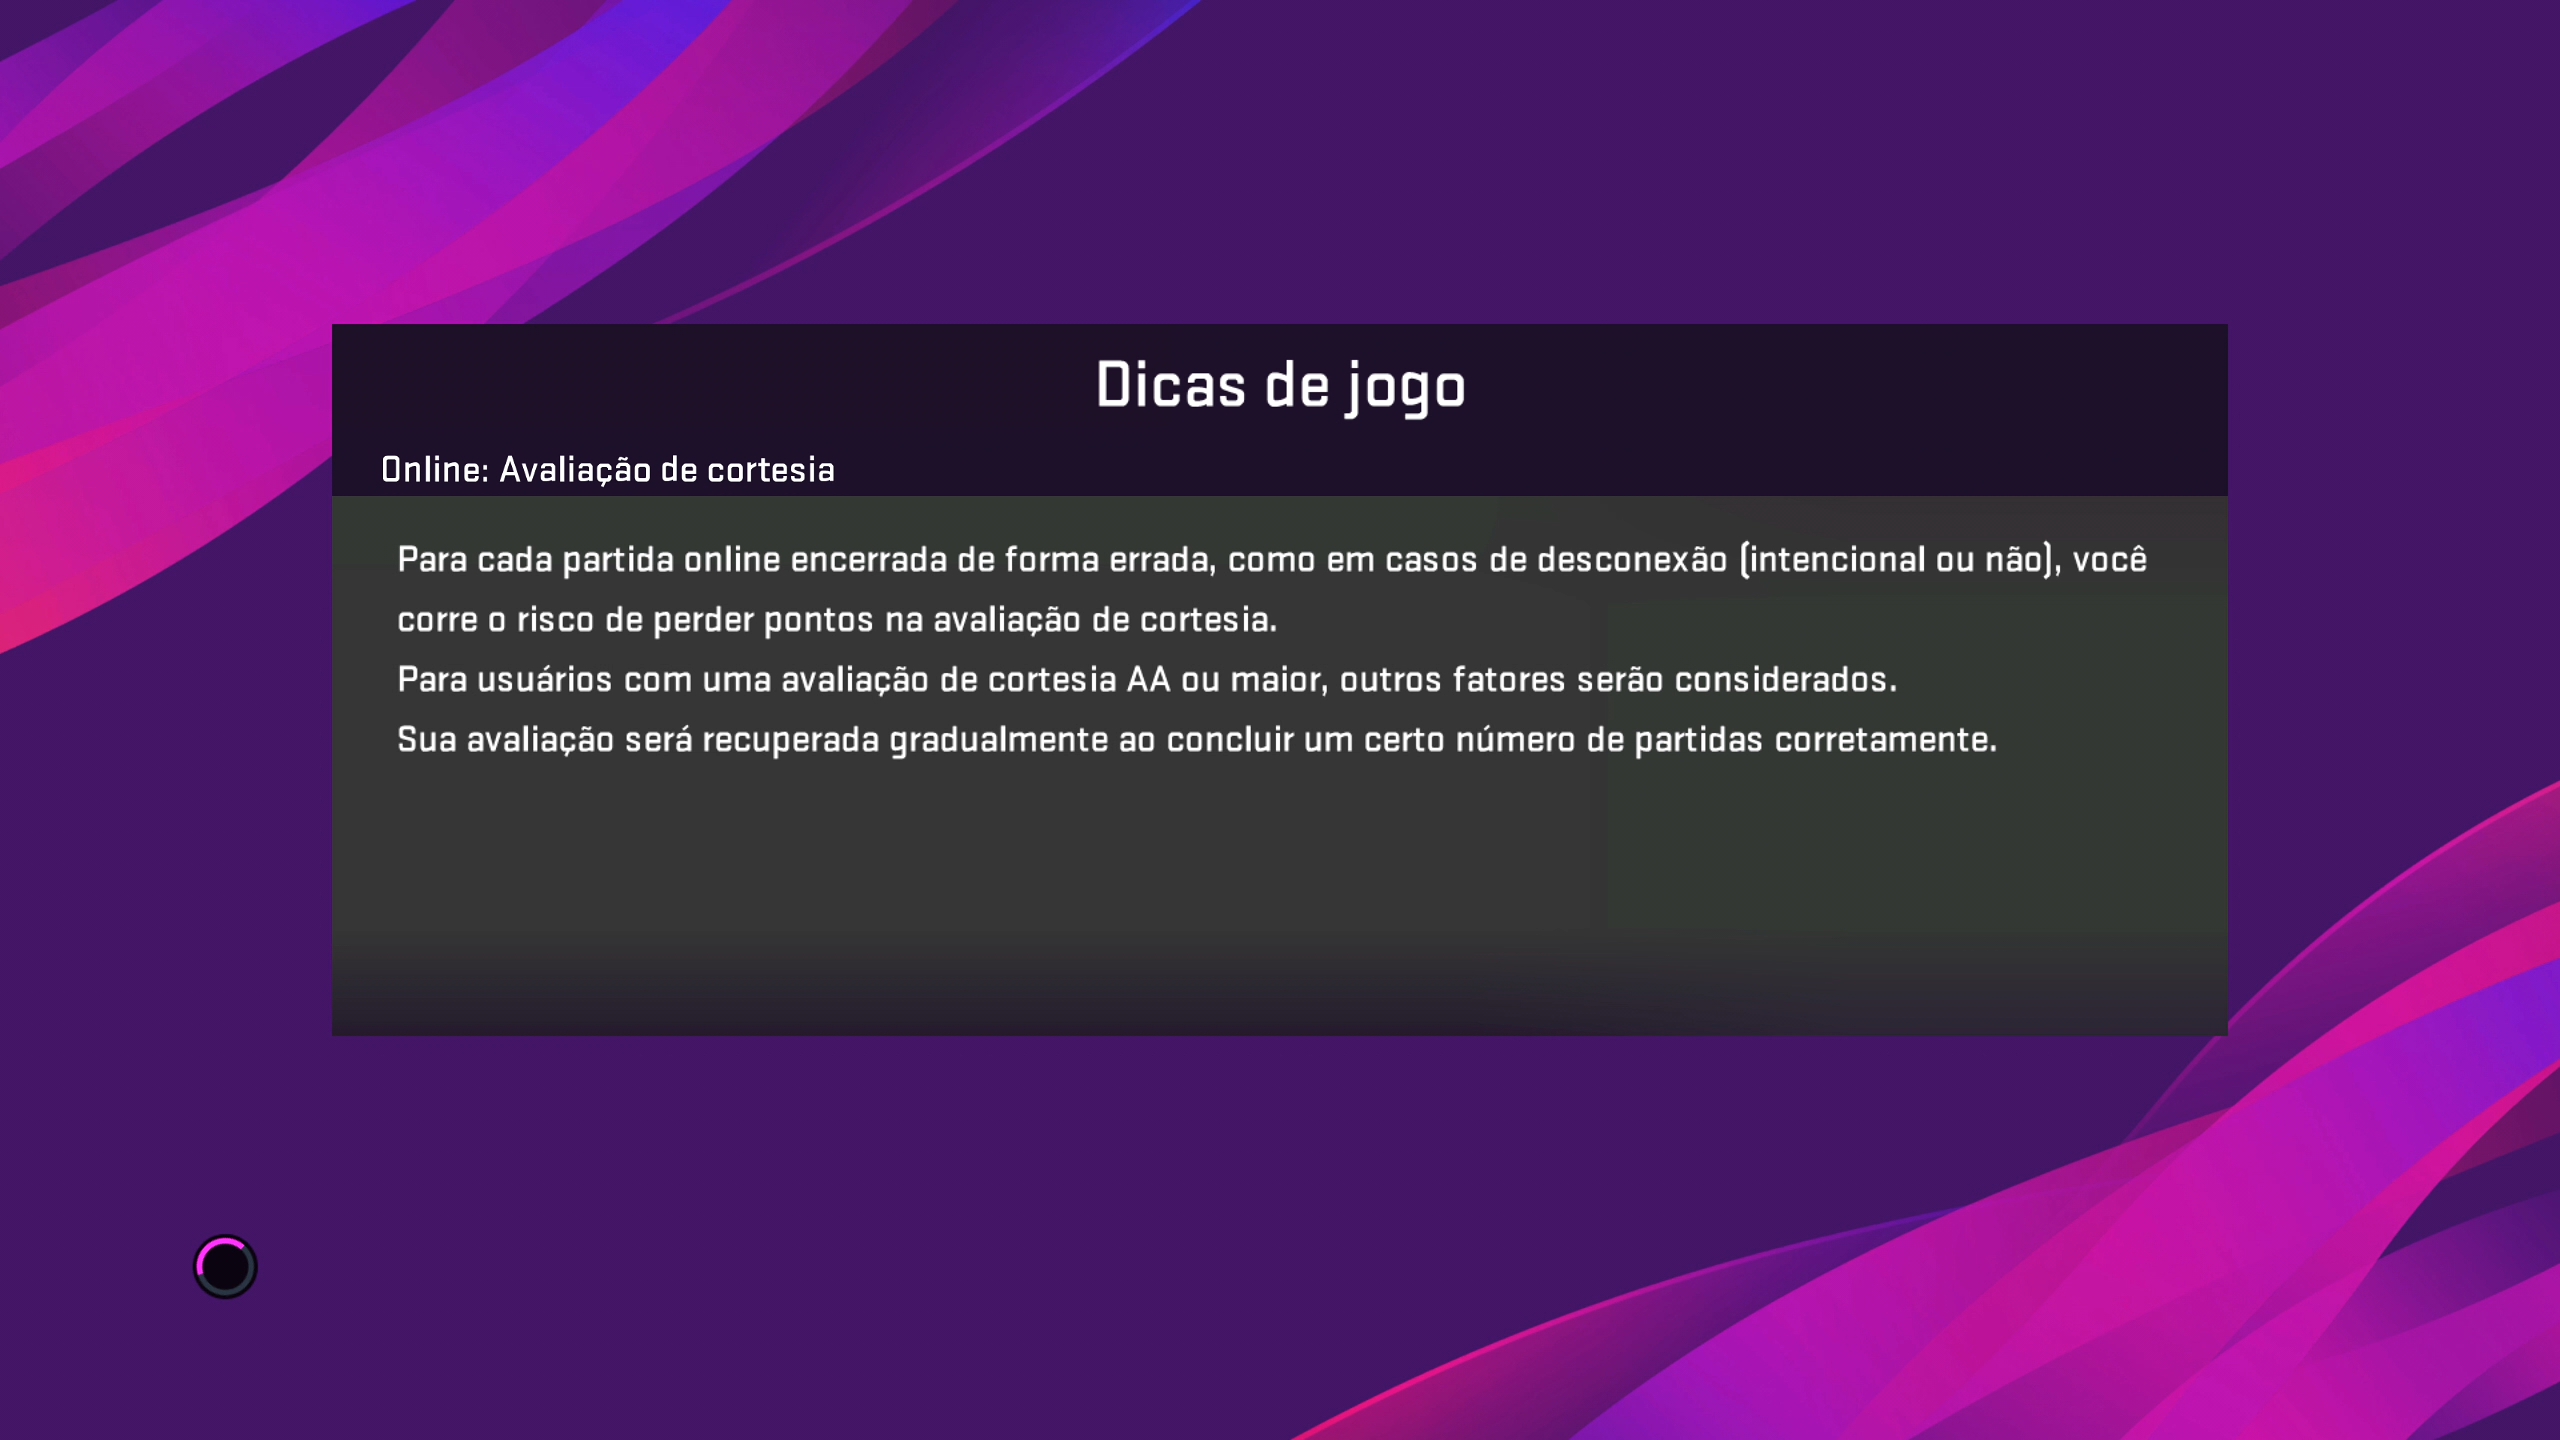 Dicas de jogo
Online: Avaliação de cortesia
Para cada partida online encerrada de forma errada, como em casos de desconexão (intencional ou não), você
corre o risco de perder pontos na avaliação de cortesia.
Para usuários com uma avaliação de cortesia AA ou maior, outros fatores serão considerados.
Sua avaliação será recuperada gradualmente ao concluir um certo número de partidas corretamente.